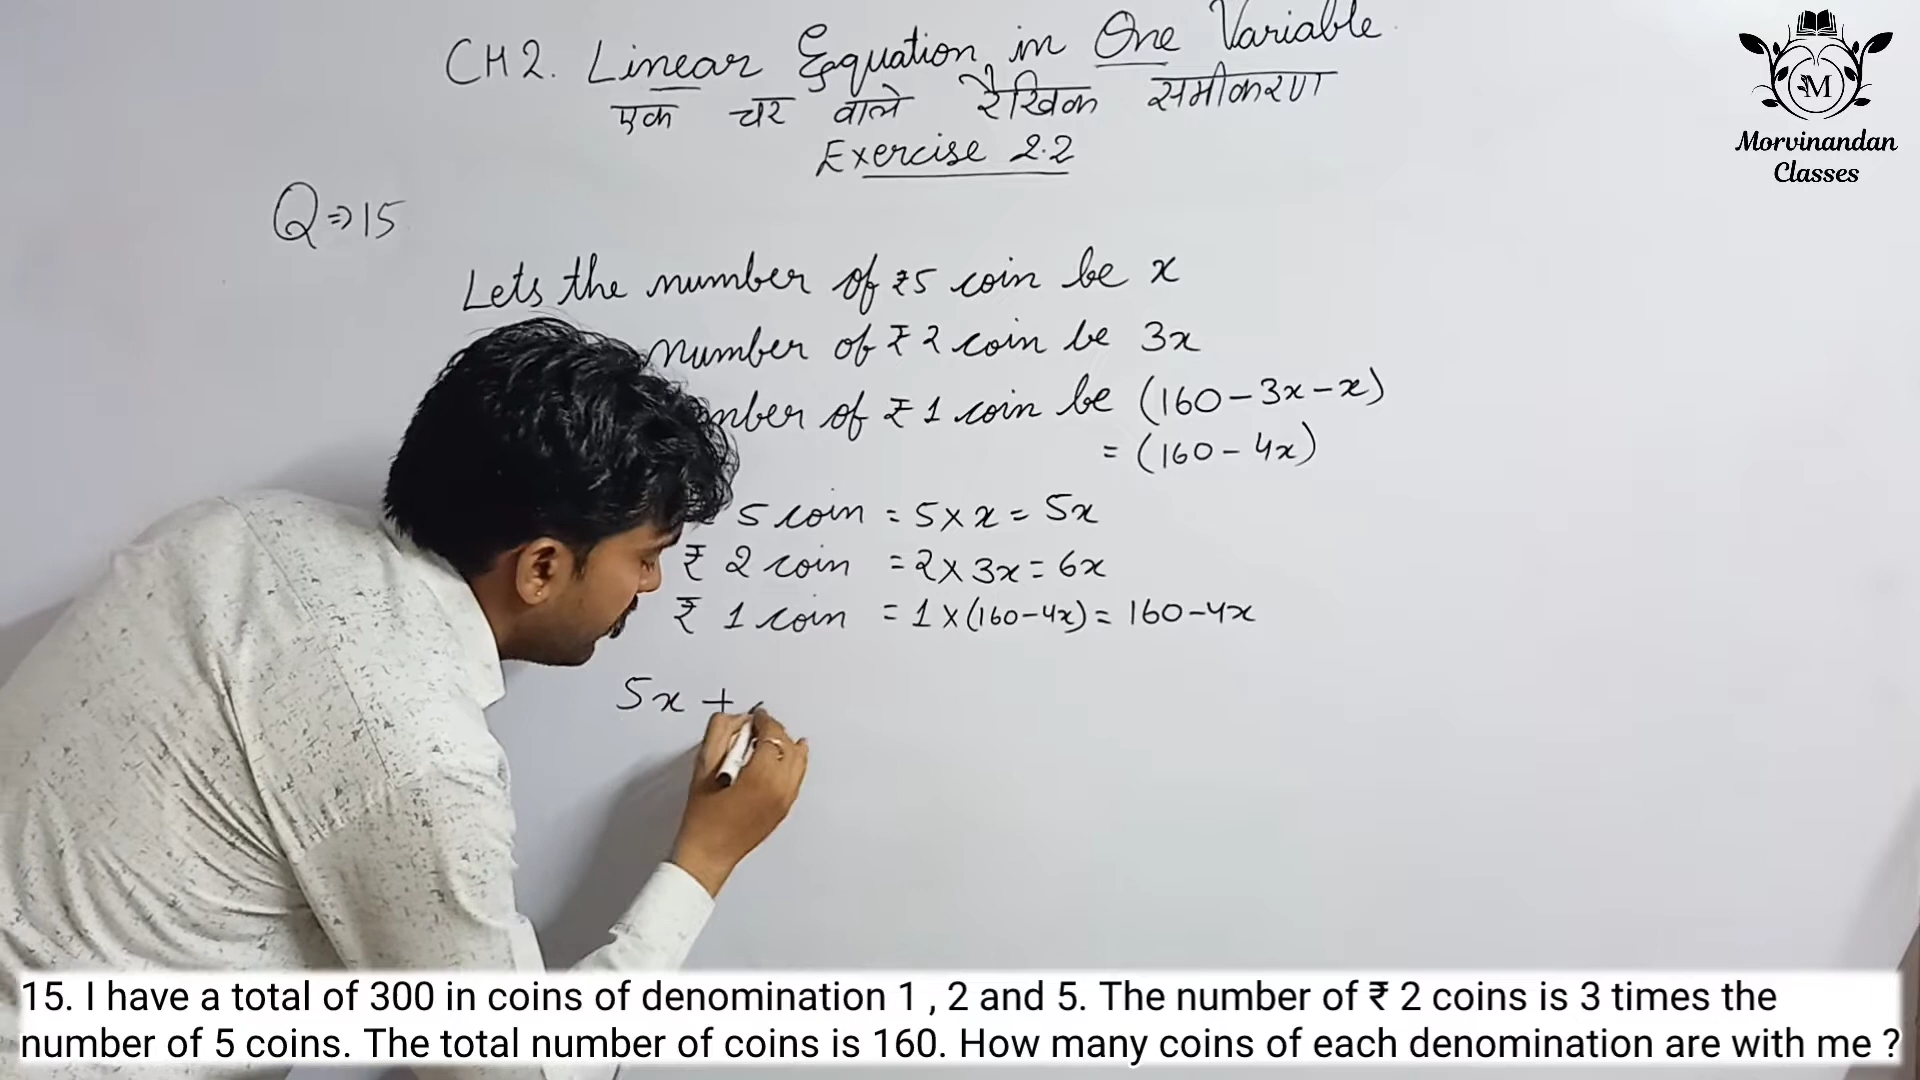 CH 2. Linear Equation in One Variable
एक चर वाले रैखिक समीकरण
Exercise 2.2
Morvinandan
Classes
M
Q⇒15
Lets the number of ₹5 coin be x
number of ₹ 2 coin be 3x
of ₹ 1 coin be (160-3x-x)
= (160-4x)
5 coin = 5×x = 5x
₹ 2 coin = 2×3x = 6x
₹ 1 coin = 1×(160-4x) = 160-4x
5x +
15. I have a total of 300 in coins of denomination 1 , 2 and 5. The number of ₹ 2 coins is 3 times the
number of 5 coins. The total number of coins is 160. How many coins of each denomination are with me ?